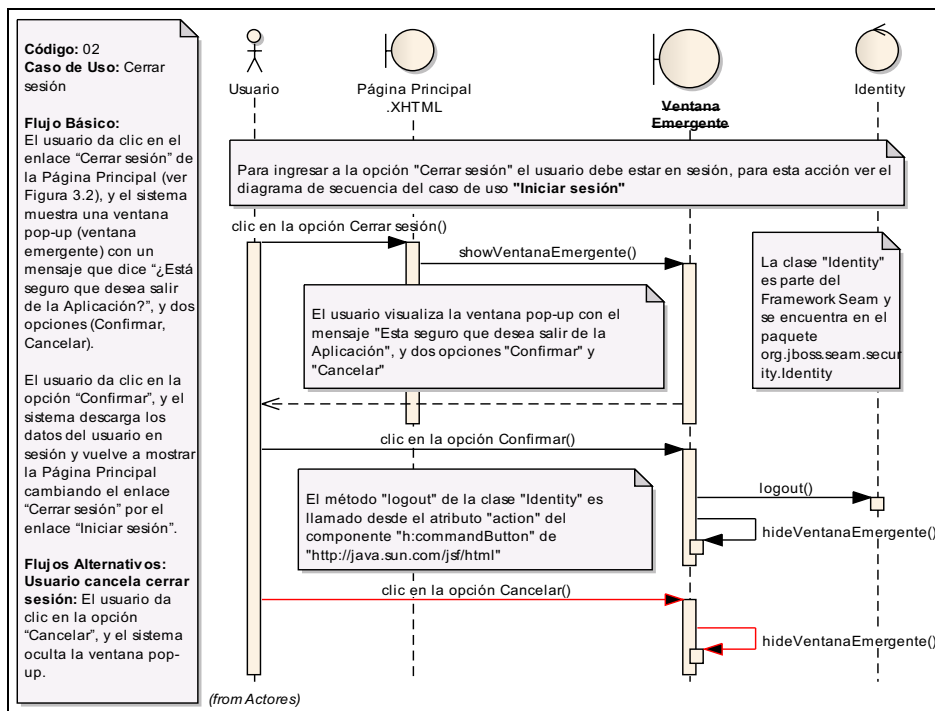 Código: 02
Caso de Uso: Cerrar
sesión
Flujo Básico:
El usuario da clic en el
enlace “Cerrar sesión” de
la Página Principal (ver
Figura 3.2), y el sistema
muestra una ventana
pop-up (ventana
emergente) con un
mensaje que dice “¿Está
seguro que desea salir
de la Aplicación?”, y dos
opciones (Confirmar,
Cancelar).
El usuario da clic en la
opción “Confirmar”, y el
sistema descarga los
datos del usuario en
sesión y vuelve a mostrar
la Página Principal
cambiando el enlace
“Cerrar sesión” por el
enlace “Iniciar sesión”.
Flujos Alternativos:
Usuario cancela cerrar
sesión: El usuario da
clic en la opción
“Cancelar”, y el sistema
oculta la ventana pop-
up.
Usuario
Página Principal
.XHTML
Ventana
Emergente
Identity
Para ingresar a la opción "Cerrar sesión" el usuario debe estar en sesión, para esta acción ver el
diagrama de secuencia del caso de uso "Iniciar sesión"
clic en la opción Cerrar sesión()
showVentanaEmergente()
La clase "Identity"
es parte del
Framework Seam y
se encuentra en el
paquete
org.jboss.seam.secur
ity.Identity
El usuario visualiza la ventana pop-up con el
mensaje "Esta seguro que desea salir de la
Aplicación", y dos opciones "Confirmar" y
"Cancelar"
clic en la opción Confirmar()
logout()
El método "logout" de la clase "Identity" es
llamado desde el atributo "action" del
componente "h:commandButton" de
"http://java.sun.com/jsf/html"
hideVentanaEmergente()
clic en la opción Cancelar()
hideVentanaEmergente()
(from Actores)